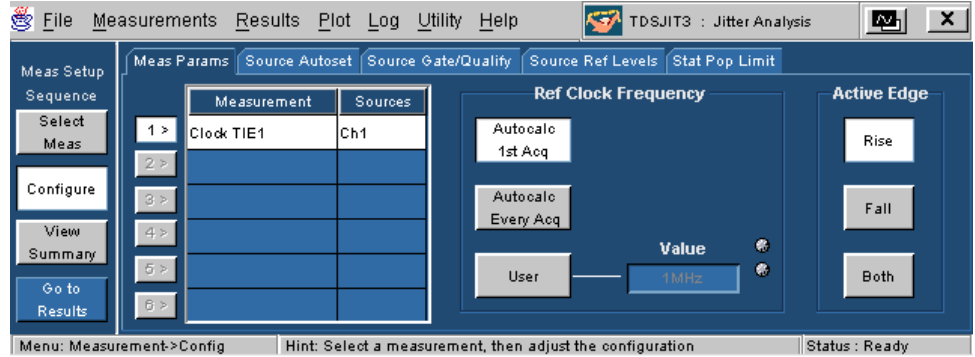 File Measurements Results Plot Log Utility Help TDSJIT3 : Jitter Analysis X
Meas Setup
Sequence
Select
Meas
Configure
View
Summary
Go to
Results
Meas Params Source Autoset Source Gate/Qualify Source Ref Levels Stat Pop Limit
Measurement Sources
1 > Clock TIE1 Ch1
2 >
3 >
4 >
5 >
6 >
Ref Clock Frequency
Autocalc
1st Acq
Autocalc
Every Acq
User
Value
1MHz
Active Edge
Rise
Fall
Both
Menu: Measurement->Config Hint: Select a measurement, then adjust the configuration Status : Ready